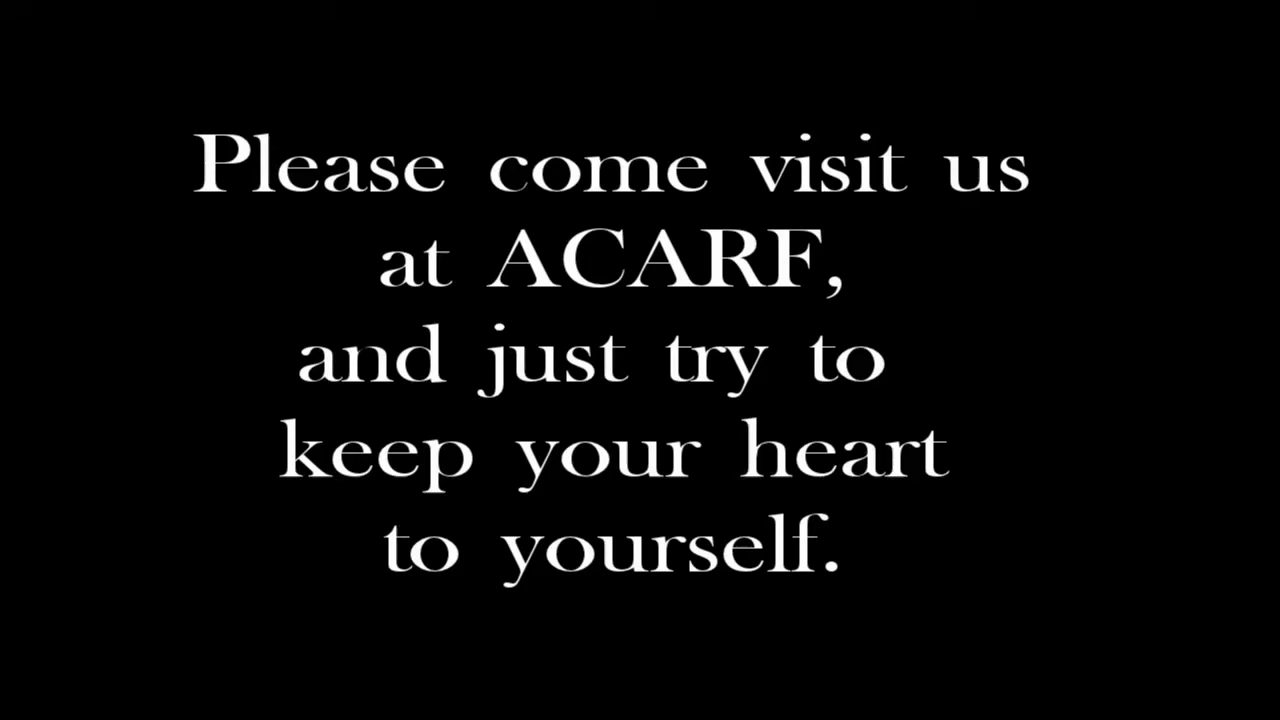 Please come visit us
at ACARF,
and just try to
keep your heart
to yourself.